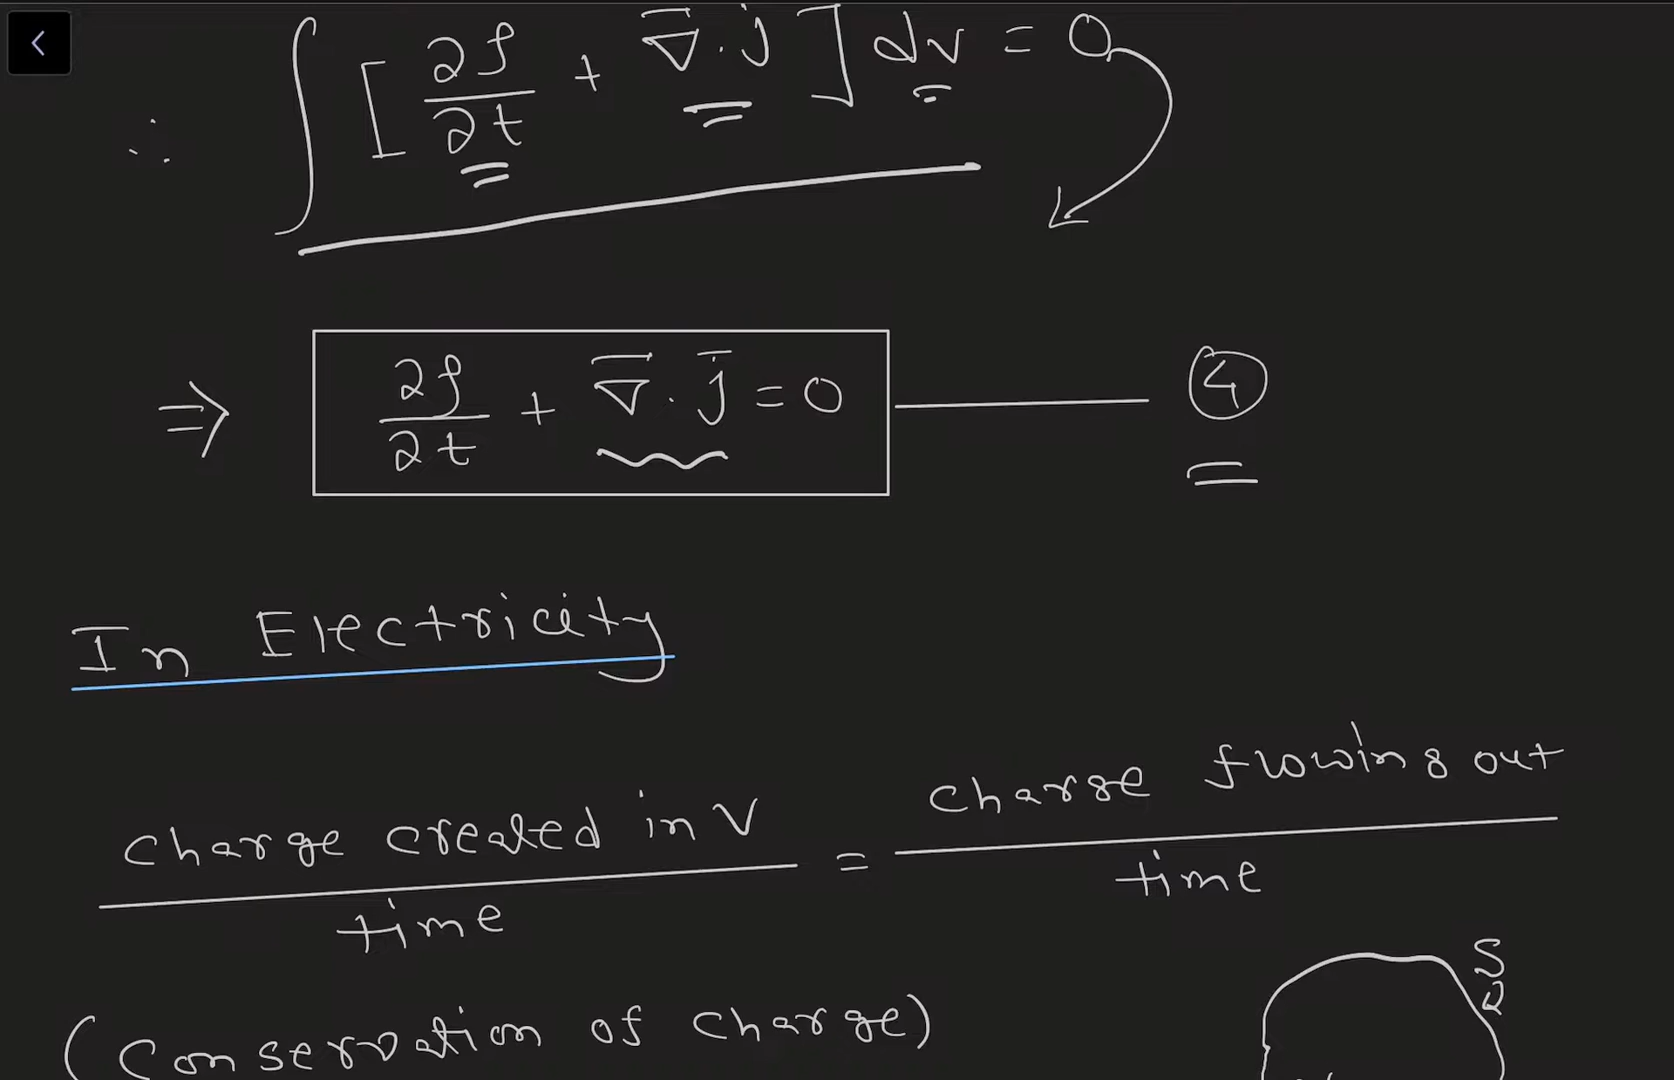 ∴ ∫ [ ∂ρ/∂t + ∇̅ . j̅ ] dv = 0
⇒ ∂ρ/∂t + ∇̅ . j̅ = 0 ——— ④
In Electricity
charge created in V / time = charge flowing out / time
(Conservation of charge)
S